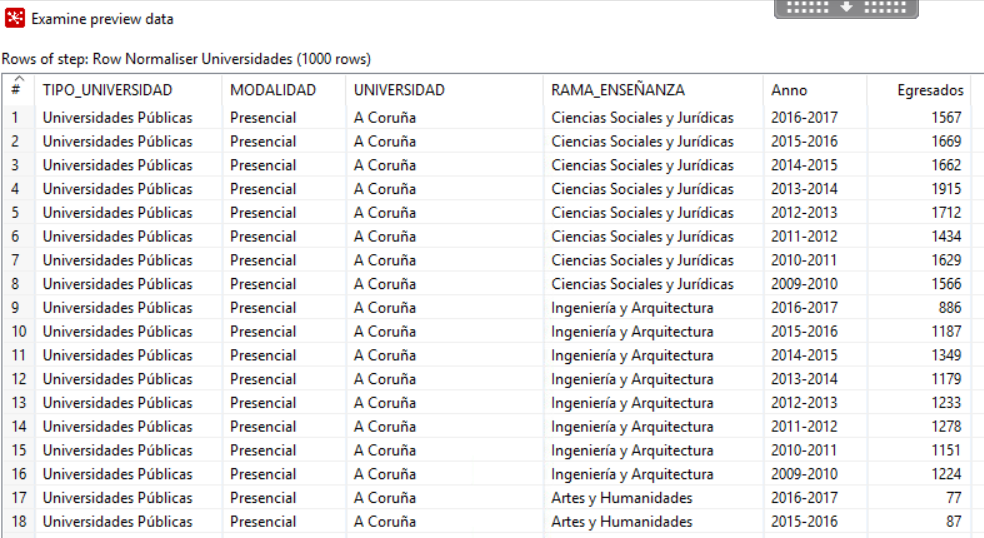 Examine preview data
Rows of step: Row Normaliser Universidades (1000 rows)
# TIPO_UNIVERSIDAD MODALIDAD UNIVERSIDAD RAMA_ENSEÑANZA Anno Egresados
1 Universidades Públicas Presencial A Coruña Ciencias Sociales y Jurídicas 2016-2017 1567
2 Universidades Públicas Presencial A Coruña Ciencias Sociales y Jurídicas 2015-2016 1669
3 Universidades Públicas Presencial A Coruña Ciencias Sociales y Jurídicas 2014-2015 1662
4 Universidades Públicas Presencial A Coruña Ciencias Sociales y Jurídicas 2013-2014 1915
5 Universidades Públicas Presencial A Coruña Ciencias Sociales y Jurídicas 2012-2013 1712
6 Universidades Públicas Presencial A Coruña Ciencias Sociales y Jurídicas 2011-2012 1434
7 Universidades Públicas Presencial A Coruña Ciencias Sociales y Jurídicas 2010-2011 1629
8 Universidades Públicas Presencial A Coruña Ciencias Sociales y Jurídicas 2009-2010 1566
9 Universidades Públicas Presencial A Coruña Ingeniería y Arquitectura 2016-2017 886
10 Universidades Públicas Presencial A Coruña Ingeniería y Arquitectura 2015-2016 1187
11 Universidades Públicas Presencial A Coruña Ingeniería y Arquitectura 2014-2015 1349
12 Universidades Públicas Presencial A Coruña Ingeniería y Arquitectura 2013-2014 1179
13 Universidades Públicas Presencial A Coruña Ingeniería y Arquitectura 2012-2013 1233
14 Universidades Públicas Presencial A Coruña Ingeniería y Arquitectura 2011-2012 1278
15 Universidades Públicas Presencial A Coruña Ingeniería y Arquitectura 2010-2011 1151
16 Universidades Públicas Presencial A Coruña Ingeniería y Arquitectura 2009-2010 1224
17 Universidades Públicas Presencial A Coruña Artes y Humanidades 2016-2017 77
18 Universidades Públicas Presencial A Coruña Artes y Humanidades 2015-2016 87